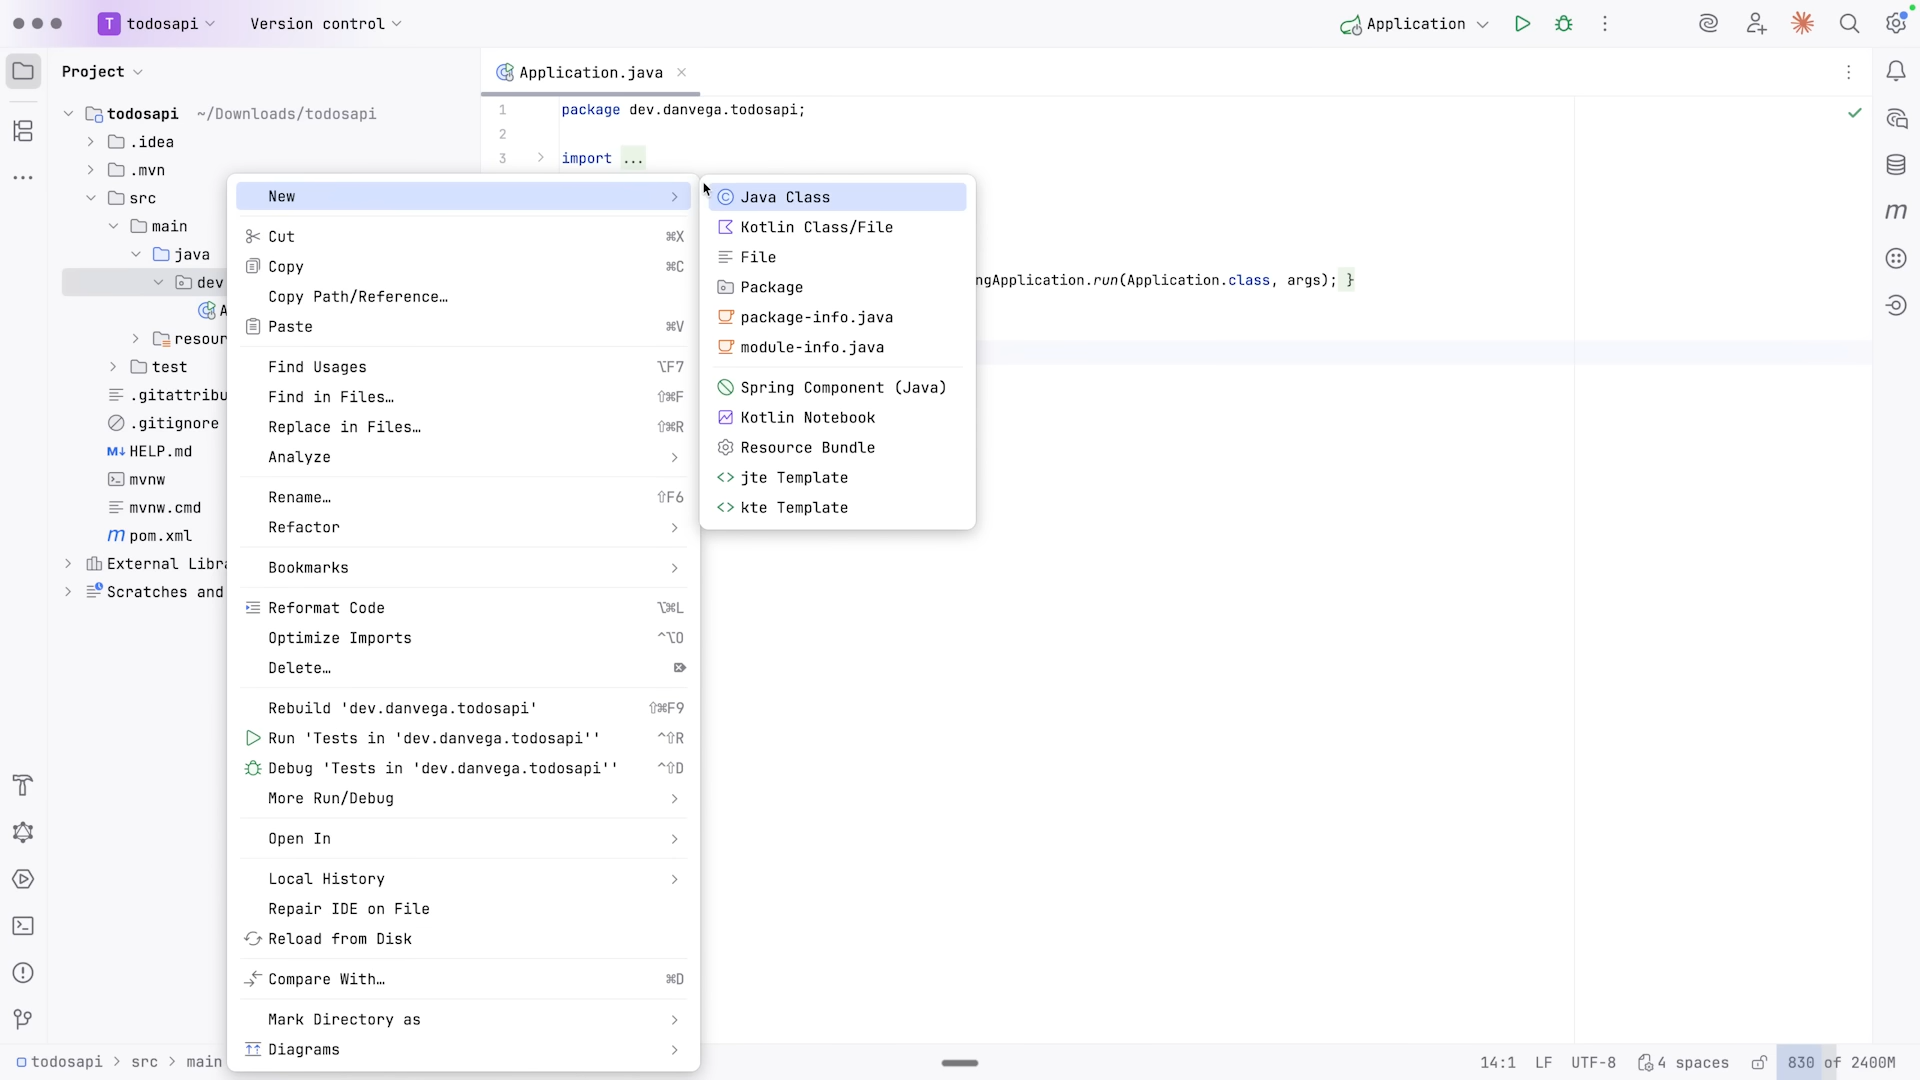 T todosapi Version control Application
Project
Application.java
todosapi ~/Downloads/todosapi
.idea
.mvn
src
main
java
dev
A
resour
test
.gitattribu
.gitignore
M↓ HELP.md
mvnw
mvnw.cmd
m pom.xml
External Libra
Scratches and
1 package dev.danvega.todosapi;
2
3 import ...
ngApplication.run(Application.class, args); }
New
Cut ⌘X
Copy ⌘C
Copy Path/Reference…
Paste ⌘V
Find Usages ⌥F7
Find in Files… ⇧⌘F
Replace in Files… ⇧⌘R
Analyze
Rename… ⇧F6
Refactor
Bookmarks
Reformat Code ⌥⌘L
Optimize Imports ^⌥O
Delete… ⌦
Rebuild 'dev.danvega.todosapi' ⇧⌘F9
Run 'Tests in 'dev.danvega.todosapi'' ^⇧R
Debug 'Tests in 'dev.danvega.todosapi'' ^⇧D
More Run/Debug
Open In
Local History
Repair IDE on File
Reload from Disk
Compare With… ⌘D
Mark Directory as
Diagrams
Java Class
Kotlin Class/File
File
Package
package-info.java
module-info.java
Spring Component (Java)
Kotlin Notebook
Resource Bundle
jte Template
kte Template
m
todosapi > src > main
14:1 LF UTF-8 4 spaces 830 of 2400M